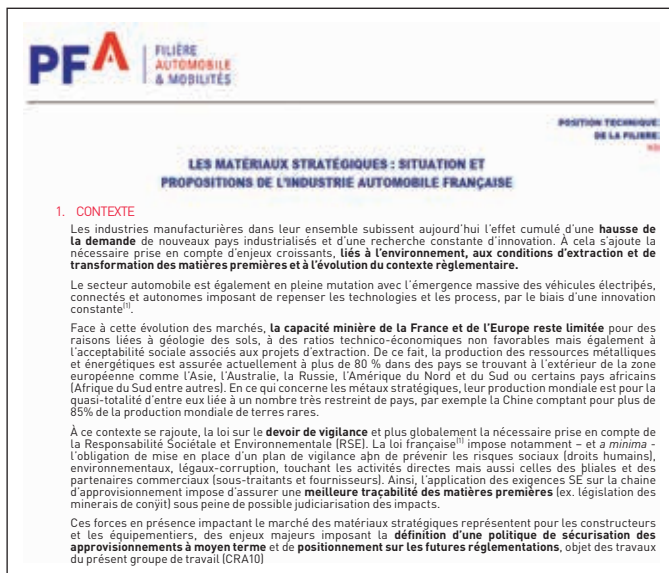 PFA
FILIÈRE
AUTOMOBILE
& MOBILITÉS
POSITION TECHNIQUE
DE LA FILIERE
LES MATÉRIAUX STRATÉGIQUES : SITUATION ET
PROPOSITIONS DE L'INDUSTRIE AUTOMOBILE FRANÇAISE
1. CONTEXTE
Les industries manufacturières dans leur ensemble subissent aujourd'hui l'effet cumulé d'une hausse de
la demande de nouveaux pays industrialisés et d'une recherche constante d'innovation. À cela s'ajoute la
nécessaire prise en compte d'enjeux croissants, liés à l'environnement, aux conditions d'extraction et de
transformation des matières premières et à l'évolution du contexte règlementaire.
Le secteur automobile est également en pleine mutation avec l'émergence massive des véhicules électriþés,
connectés et autonomes imposant de repenser les technologies et les process, par le biais d'une innovation
constante[1].
Face à cette évolution des marchés, la capacité minière de la France et de l'Europe reste limitée pour des
raisons liées à géologie des sols, à des ratios technico-économiques non favorables mais également à
l'acceptabilité sociale associés aux projets d'extraction. De ce fait, la production des ressources métalliques
et énergétiques est assurée actuellement à plus de 80 % dans des pays se trouvant à l'extérieur de la zone
européenne comme l'Asie, l'Australie, la Russie, l'Amérique du Nord et du Sud ou certains pays africains
(Afrique du Sud entre autres). En ce qui concerne les métaux stratégiques, leur production mondiale est pour la
quasi-totalité d'entre eux liée à un nombre très restreint de pays, par exemple la Chine comptant pour plus de
85% de la production mondiale de terres rares.
À ce contexte se rajoute, la loi sur le devoir de vigilance et plus globalement la nécessaire prise en compte de
la Responsabilité Sociétale et Environnementale (RSE). La loi française[1] impose notamment – et a minima -
l'obligation de mise en place d'un plan de vigilance aþn de prévenir les risques sociaux (droits humains),
environnementaux, légaux-corruption, touchant les activités directes mais aussi celles des þliales et des
partenaires commerciaux (sous-traitants et fournisseurs). Ainsi, l'application des exigences SE sur la chaine
d'approvisionnement impose d'assurer une meilleure traçabilité des matières premières (ex. législation des
minerais de conÿit) sous peine de possible judiciarisation des impacts.
Ces forces en présence impactant le marché des matériaux stratégiques représentent pour les constructeurs
et les équipementiers, des enjeux majeurs imposant la définition d'une politique de sécurisation des
approvisionnements à moyen terme et de positionnement sur les futures réglementations, objet des travaux
du présent groupe de travail (CRA10)